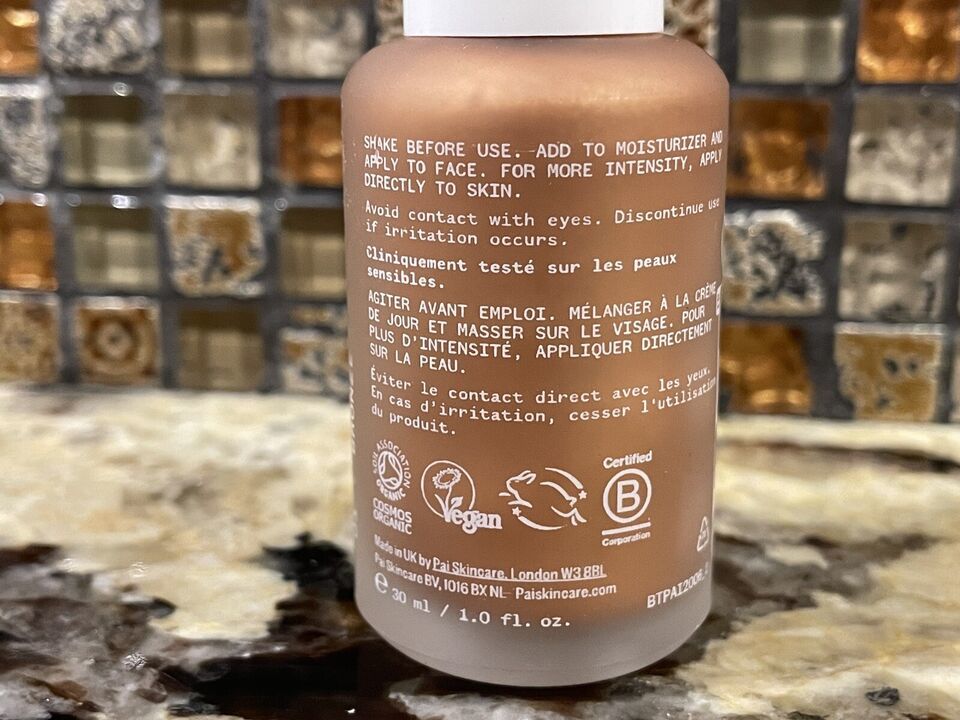 SHAKE BEFORE USE. ADD TO MOISTURIZER AND
APPLY TO FACE. FOR MORE INTENSITY, APPLY
DIRECTLY TO SKIN.
Avoid contact with eyes. Discontinue use
if irritation occurs.
Cliniquement testé sur les peaux
sensibles.
AGITER AVANT EMPLOI. MÉLANGER À LA CRÈME
DE JOUR ET MASSER SUR LE VISAGE. POUR
PLUS D'INTENSITÉ, APPLIQUER DIRECTEMENT
SUR LA PEAU.
Éviter le contact direct avec les yeux.
En cas d'irritation, cesser l'utilisation
du produit.
SOIL ASSOCIATION
ORGANIC
COSMOS
ORGANIC
Vegan
Certified
B
Corporation
Made in UK by Pai Skincare, London W3 8BL
Pai Skincare BV, 1016 BX NL Paiskincare.com
e 30 ml / 1.0 fl. oz.